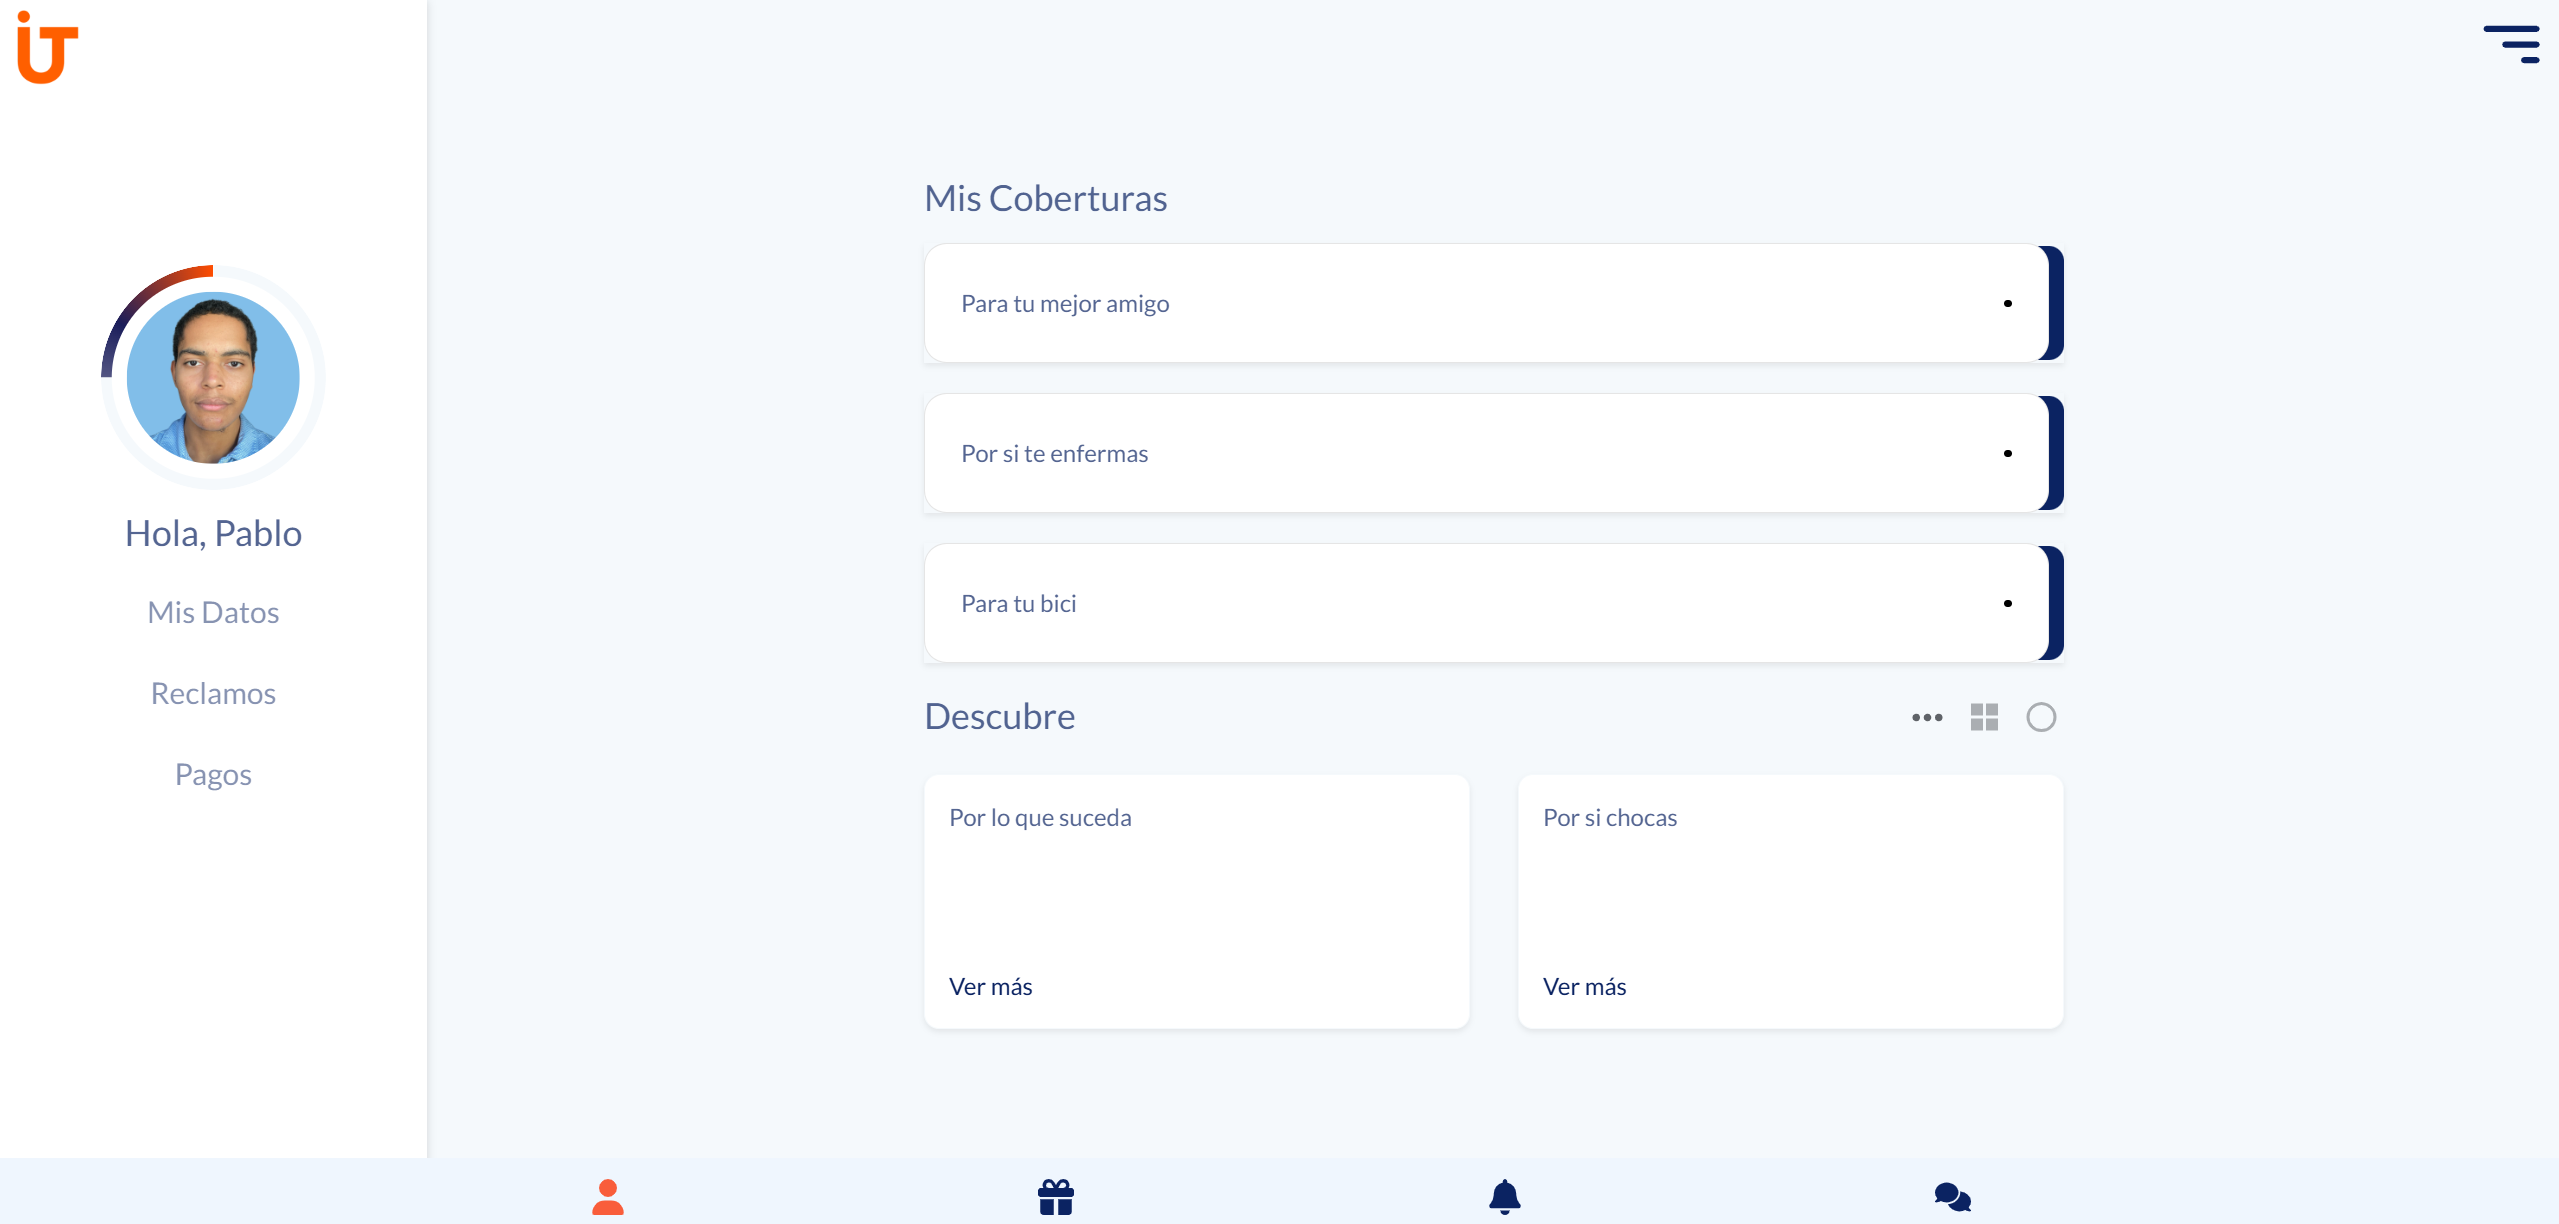 iT
Hola, Pablo
Mis Datos
Reclamos
Pagos
Mis Coberturas
Para tu mejor amigo
Por si te enfermas
Para tu bici
Descubre
Por lo que suceda
Ver más
Por si chocas
Ver más